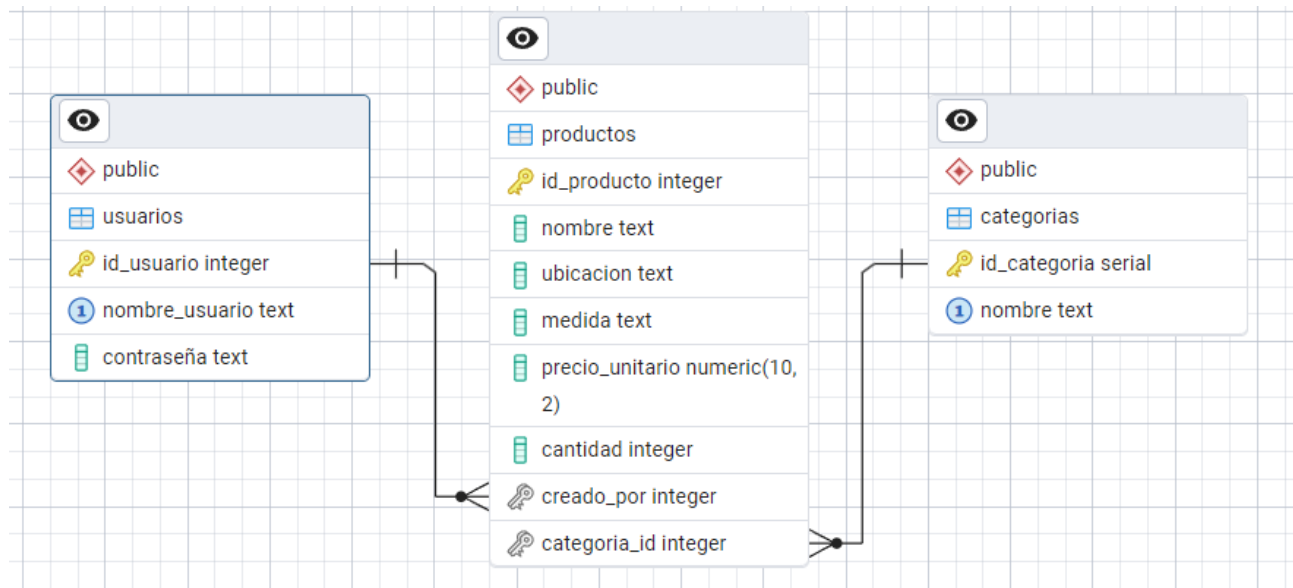 public
usuarios
id_usuario integer
nombre_usuario text
contraseña text
public
productos
id_producto integer
nombre text
ubicacion text
medida text
precio_unitario numeric(10,
2)
cantidad integer
creado_por integer
categoria_id integer
public
categorias
id_categoria serial
nombre text